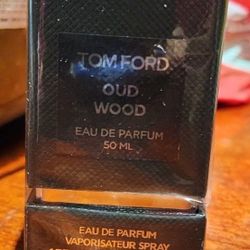 TOM FORD
OUD
WOOD
EAU DE PARFUM
50 ML
EAU DE PARFUM
VAPORISATEUR SPRAY